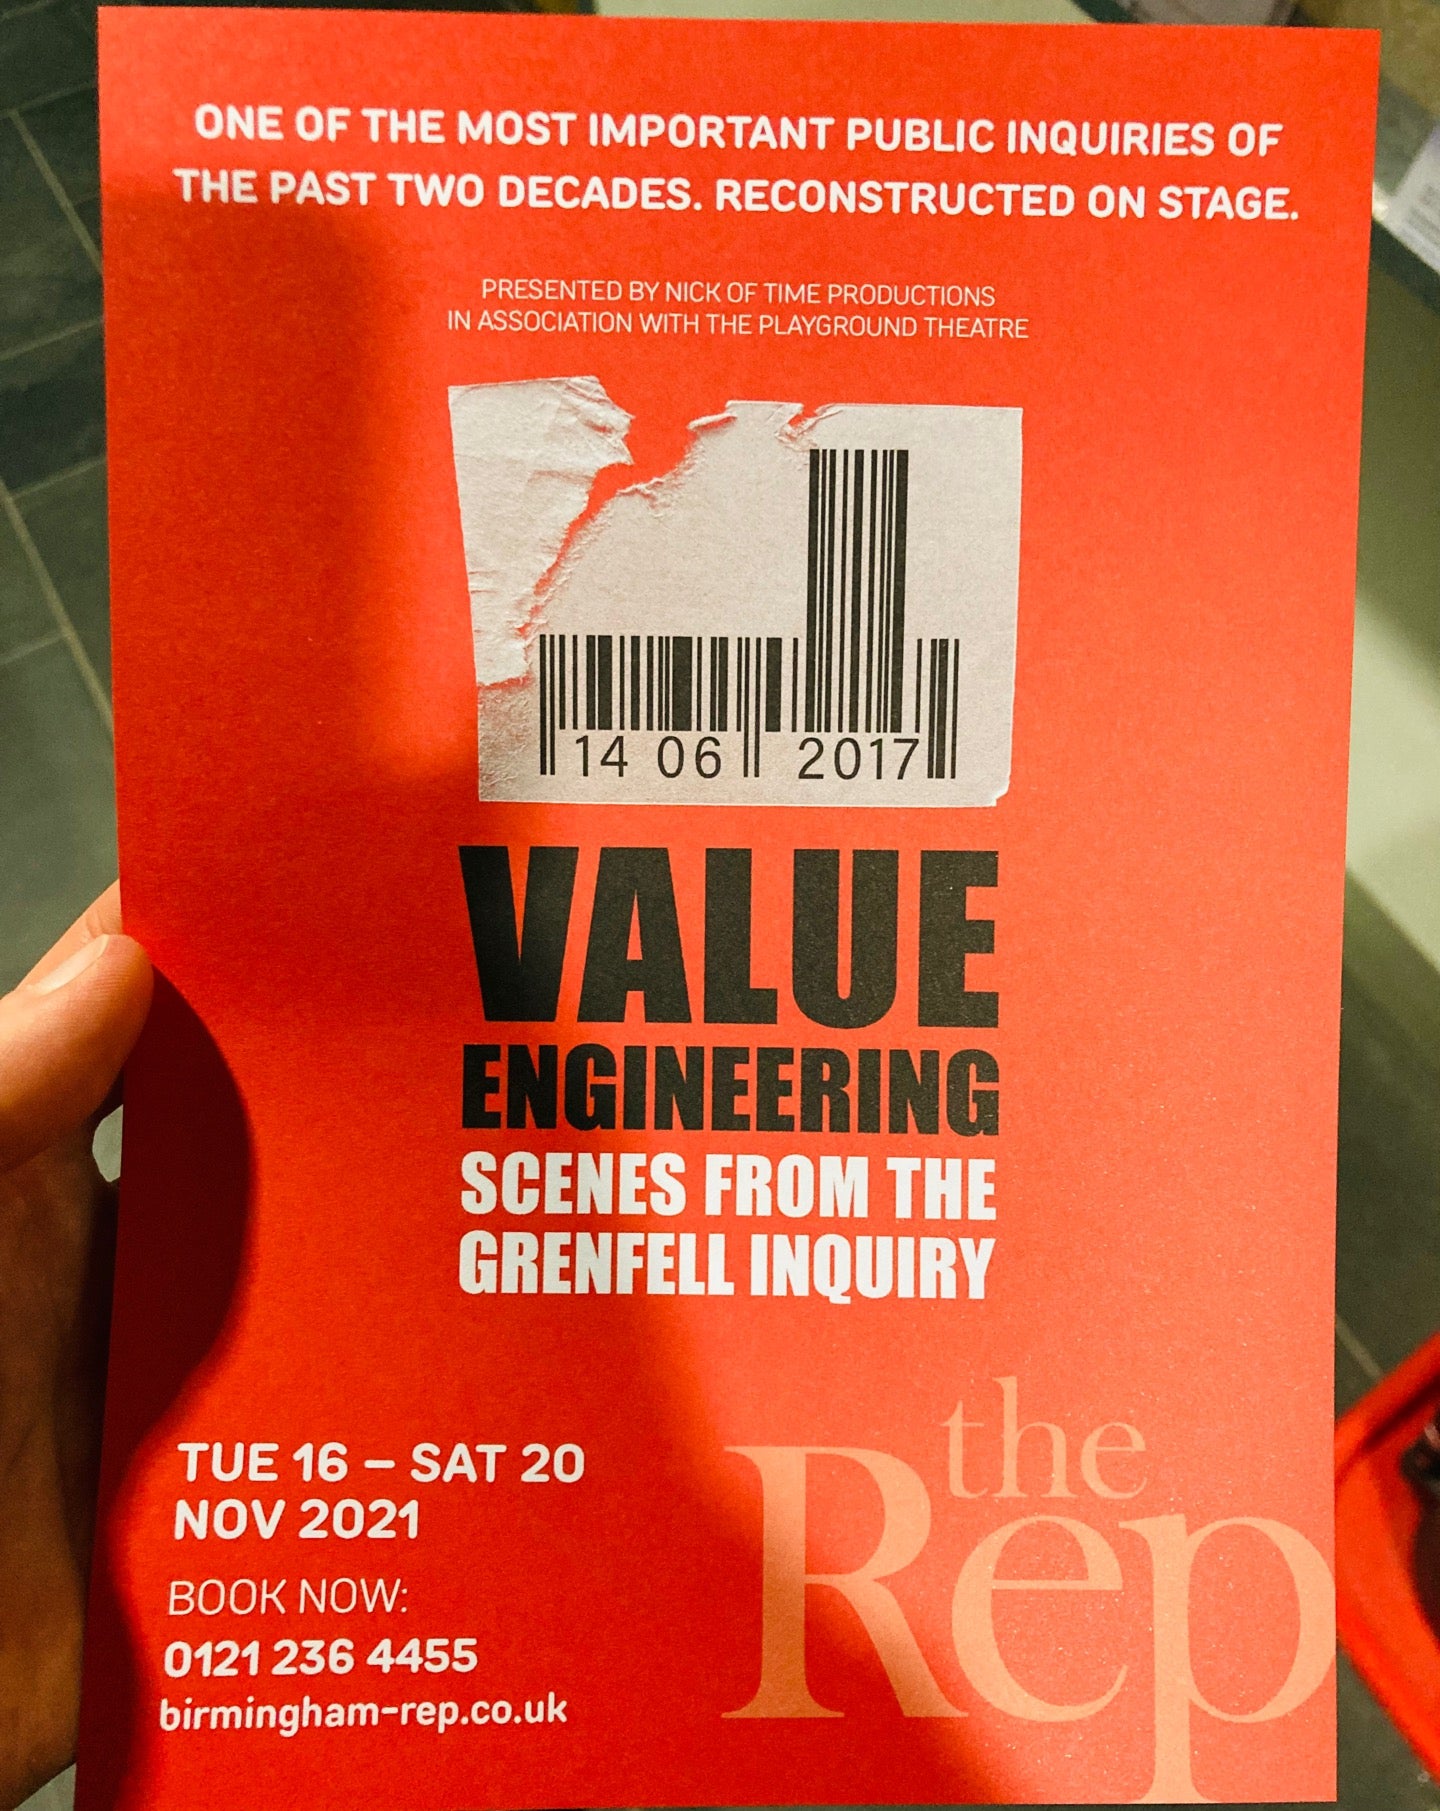 ONE OF THE MOST IMPORTANT PUBLIC INQUIRIES OF
THE PAST TWO DECADES. RECONSTRUCTED ON STAGE.
PRESENTED BY NICK OF TIME PRODUCTIONS
IN ASSOCIATION WITH THE PLAYGROUND THEATRE
14 06 2017
VALUE
ENGINEERING
SCENES FROM THE
GRENFELL INQUIRY
TUE 16 – SAT 20
NOV 2021
BOOK NOW:
0121 236 4455
birmingham-rep.co.uk
the
Rep